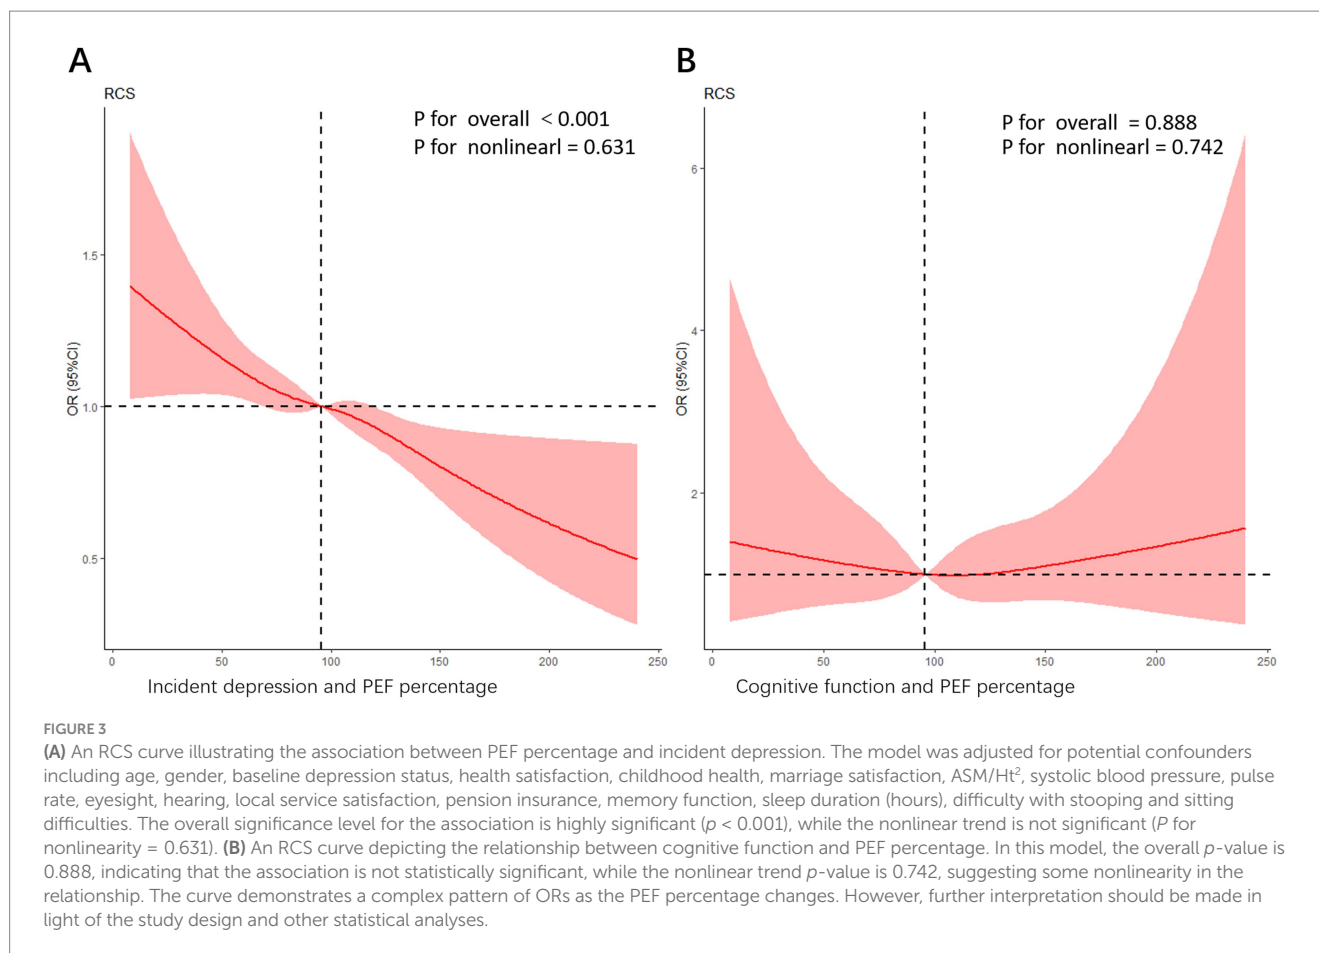 A
RCS
P for overall < 0.001
P for nonlinearl = 0.631
1.5
1.0
0.5
OR (95%CI)
0 50 100 150 200 250
Incident depression and PEF percentage
B
RCS
P for overall = 0.888
P for nonlinearl = 0.742
6
4
2
OR (95%CI)
0 50 100 150 200 250
Cognitive function and PEF percentage
FIGURE 3
(A) An RCS curve illustrating the association between PEF percentage and incident depression. The model was adjusted for potential confounders
including age, gender, baseline depression status, health satisfaction, childhood health, marriage satisfaction, ASM/Ht², systolic blood pressure, pulse
rate, eyesight, hearing, local service satisfaction, pension insurance, memory function, sleep duration (hours), difficulty with stooping and sitting
difficulties. The overall significance level for the association is highly significant (p < 0.001), while the nonlinear trend is not significant (P for
nonlinearity = 0.631). (B) An RCS curve depicting the relationship between cognitive function and PEF percentage. In this model, the overall p-value is
0.888, indicating that the association is not statistically significant, while the nonlinear trend p-value is 0.742, suggesting some nonlinearity in the
relationship. The curve demonstrates a complex pattern of ORs as the PEF percentage changes. However, further interpretation should be made in
light of the study design and other statistical analyses.